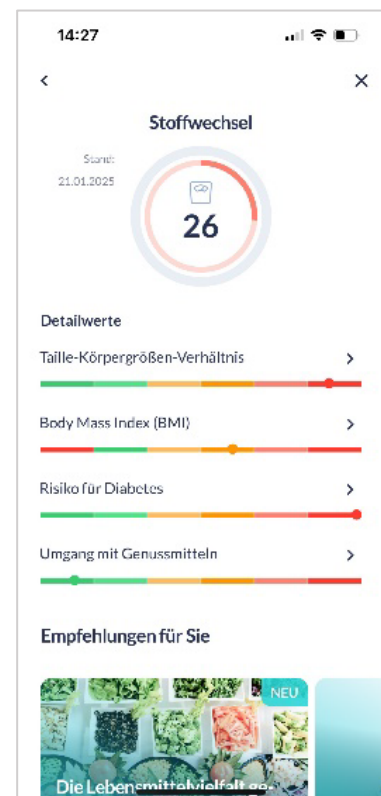 14:27
Stoffwechsel
Stand:
21.01.2025
26
Detailwerte
Taille-Körpergrößen-Verhältnis
Body Mass Index (BMI)
Risiko für Diabetes
Umgang mit Genussmitteln
Empfehlungen für Sie
NEU
Die Lebensmittelvielfalt ge-